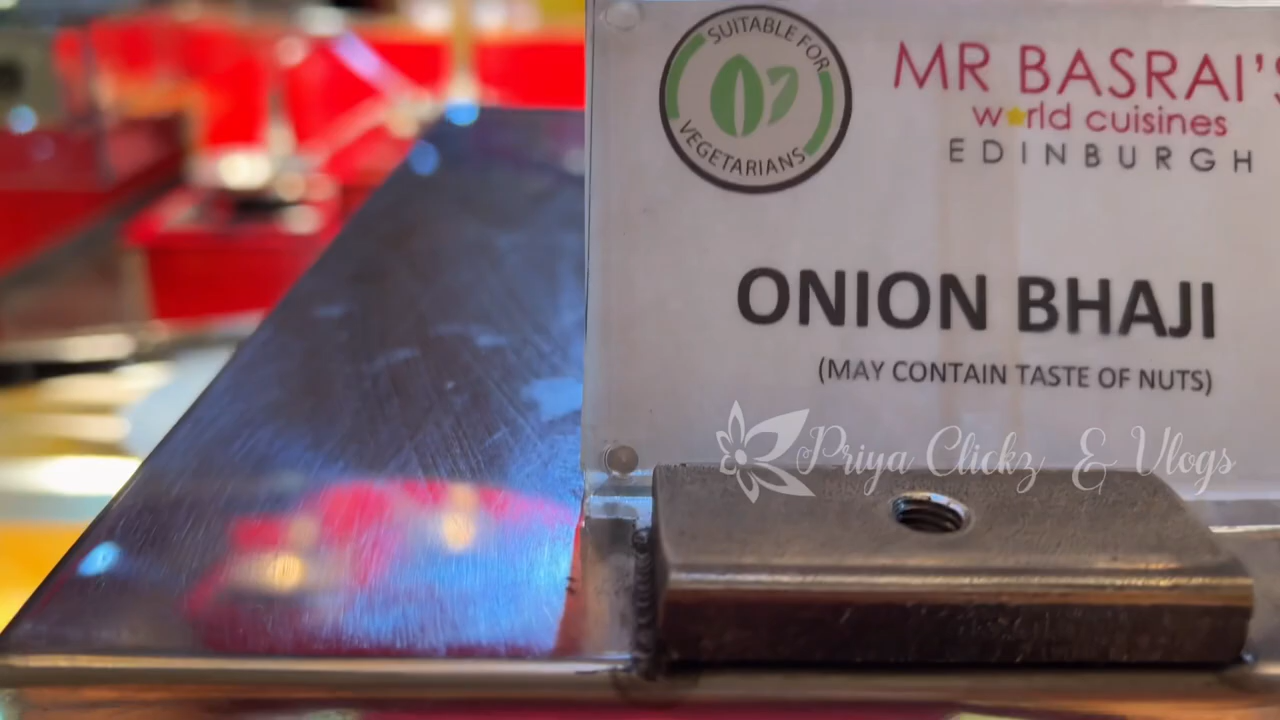 SUITABLE FOR
VEGETARIANS
MR BASRAI'S
world cuisines
EDINBURGH
ONION BHAJI
(MAY CONTAIN TASTE OF NUTS)
Priya Clickz & Vlogs